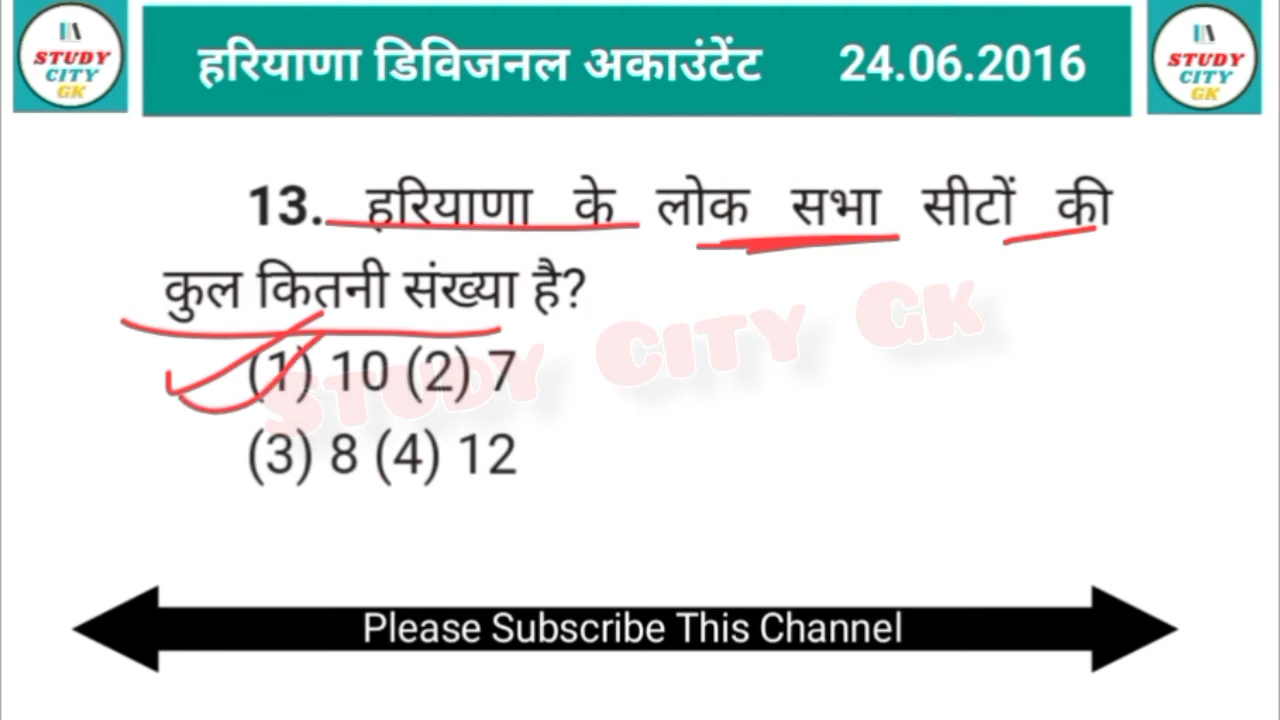 STUDY
CITY
GK
हरियाणा डिविजनल अकाउंटेंट 24.06.2016
STUDY
CITY
GK
13. हरियाणा के लोक सभा सीटों की
कुल कितनी संख्या है?
(1) 10 (2) 7
(3) 8 (4) 12
STUDY CITY GK
Please Subscribe This Channel